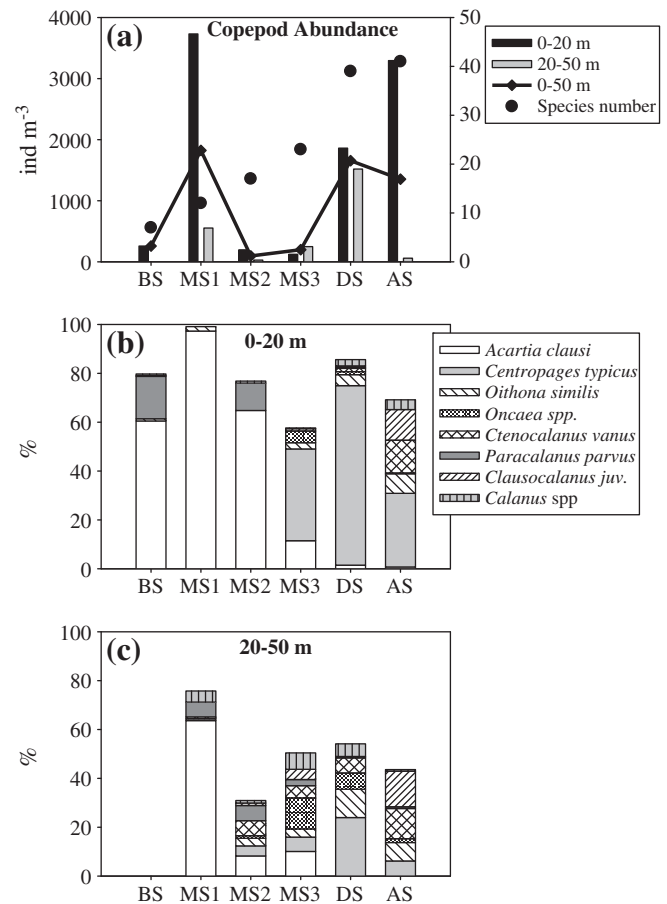 (a)
Copepod Abundance
ind m⁻³
4000
3000
2000
1000
0
50
40
30
20
10
0
BS MS1 MS2 MS3 DS AS
0-20 m
20-50 m
0-50 m
Species number
(b)
0-20 m
%
100
80
60
40
20
0
BS MS1 MS2 MS3 DS AS
Acartia clausi
Centropages typicus
Oithona similis
Oncaea spp.
Ctenocalanus vanus
Paracalanus parvus
Clausocalanus juv.
Calanus spp
(c)
20-50 m
%
100
80
60
40
20
0
BS MS1 MS2 MS3 DS AS